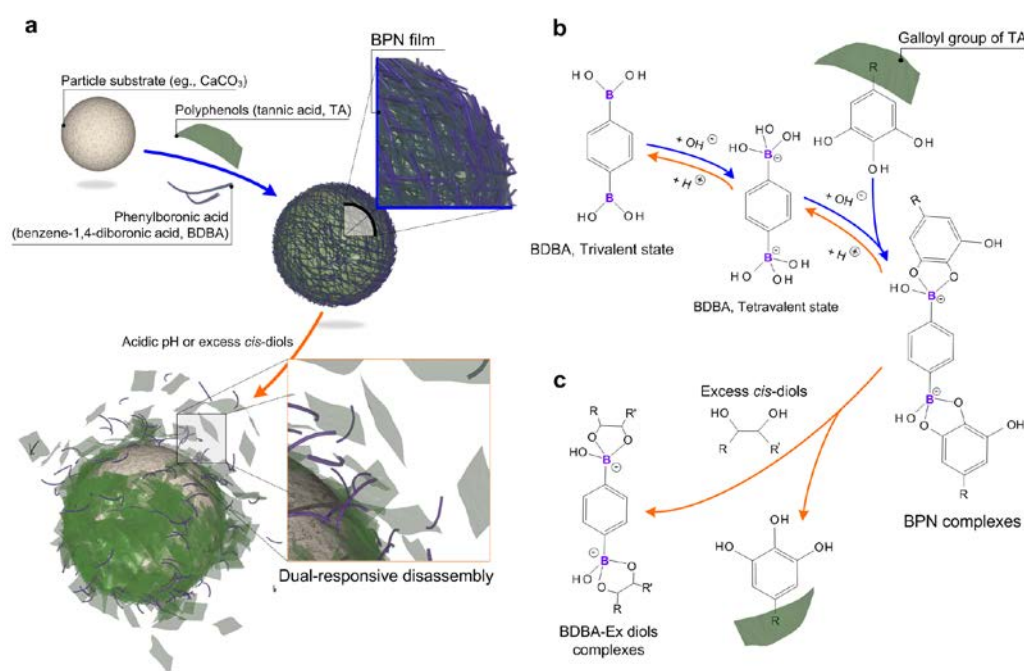 a
BPN film
Particle substrate (eg., CaCO₃)
Polyphenols (tannic acid, TA)
Phenylboronic acid
(benzene-1,4-diboronic acid, BDBA)
Acidic pH or excess cis-diols
Dual-responsive disassembly
b
Galloyl group of TA
HO
OH
B
B
HO
OH
BDBA, Trivalent state
+ OH ⊖
+ H ⊕
OH
HO
OH
B
⊖
⊖
B
HO
OH
OH
BDBA, Tetravalent state
+ OH ⊖
+ H ⊕
R
HO
OH
OH
R
OH
O
O
HO
B
⊖
⊖
B
O
HO
O
OH
R
BPN complexes
c
Excess cis-diols
HO
OH
R
R'
R
R'
O
O
HO
B
⊖
⊖
B
O
HO
O
R'
R
BDBA-Ex diols
complexes
OH
HO
OH
R